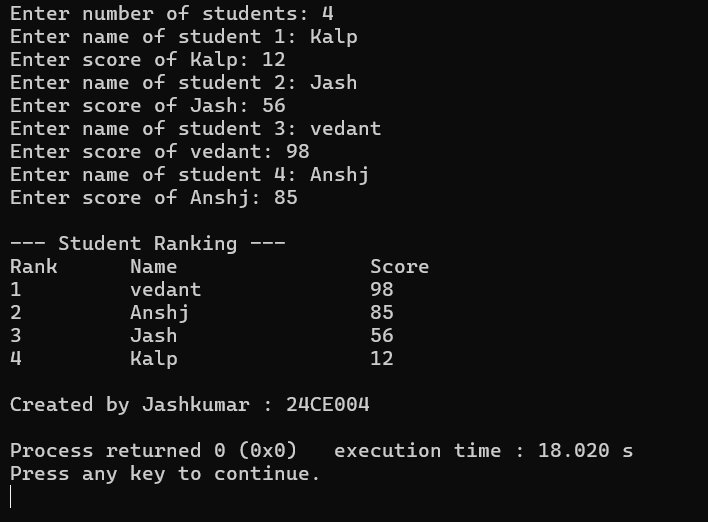 Enter number of students: 4
Enter name of student 1: Kalp
Enter score of Kalp: 12
Enter name of student 2: Jash
Enter score of Jash: 56
Enter name of student 3: vedant
Enter score of vedant: 98
Enter name of student 4: Anshj
Enter score of Anshj: 85
--- Student Ranking ---
Rank Name Score
1 vedant 98
2 Anshj 85
3 Jash 56
4 Kalp 12
Created by Jashkumar : 24CE004
Process returned 0 (0x0) execution time : 18.020 s
Press any key to continue.